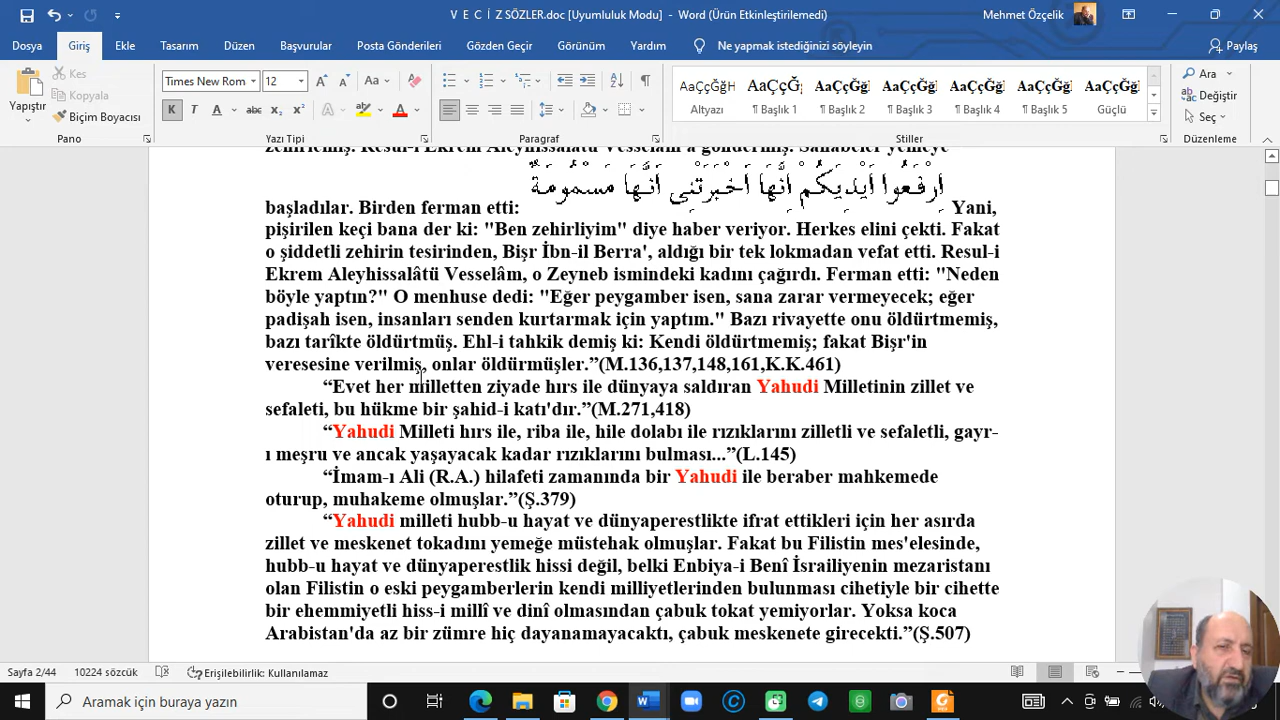 V E C İ Z SÖZLER.doc [Uyumluluk Modu] - Word (Ürün Etkinleştirilemedi)
Mehmet Özçelik
Dosya Giriş Ekle Tasarım Düzen Başvurular Posta Gönderileri Gözden Geçir Görünüm Yardım Ne yapmak istediğinizi söyleyin Paylaş
Yapıştır
Kes
Kopyala
Biçim Boyacısı
Pano
Times New Rom 12
Yazı Tipi
Paragraf
AaÇçĞğH AaÇçĞ AaÇçĞğ AaÇçĞğ AaÇçĞğ AaÇçĞğ AaÇçĞğ
Altyazı ¶ Başlık 1 ¶ Başlık 2 ¶ Başlık 3 ¶ Başlık 4 ¶ Başlık 5 Güçlü
Stiller
Ara
Değiştir
Seç
Düzenleme
zehirlemiş. Resul-i Ekrem Aleyhissalâtü Vesselâm'a göndermiş. Sahabeler yemeye
اِرْفَعُوا اَيْدِيَكُمْ اِنَّهَا اَخْبَرَتْنِى اَنَّهَا مَسْمُومَةٌ
başladılar. Birden ferman etti: Yani,
pişirilen keçi bana der ki: "Ben zehirliyim" diye haber veriyor. Herkes elini çekti. Fakat
o şiddetli zehirin tesirinden, Bişr İbn-il Berra', aldığı bir tek lokmadan vefat etti. Resul-i
Ekrem Aleyhissalâtü Vesselâm, o Zeyneb ismindeki kadını çağırdı. Ferman etti: "Neden
böyle yaptın?" O menhuse dedi: "Eğer peygamber isen, sana zarar vermeyecek; eğer
padişah isen, insanları senden kurtarmak için yaptım." Bazı rivayette onu öldürtmemiş,
bazı tarîkte öldürtmüş. Ehl-i tahkik demiş ki: Kendi öldürtmemiş; fakat Bişr'in
veresesine verilmiş, onlar öldürmüşler.”(M.136,137,148,161,K.K.461)
“Evet her milletten ziyade hırs ile dünyaya saldıran Yahudi Milletinin zillet ve
sefaleti, bu hükme bir şahid-i katı'dır.”(M.271,418)
“Yahudi Milleti hırs ile, riba ile, hile dolabı ile rızıklarını zilletli ve sefaletli, gayr-
ı meşru ve ancak yaşayacak kadar rızıklarını bulması...”(L.145)
“İmam-ı Ali (R.A.) hilafeti zamanında bir Yahudi ile beraber mahkemede
oturup, muhakeme olmuşlar.”(Ş.379)
“Yahudi milleti hubb-u hayat ve dünyaperestlikte ifrat ettikleri için her asırda
zillet ve meskenet tokadını yemeğe müstehak olmuşlar. Fakat bu Filistin mes'elesinde,
hubb-u hayat ve dünyaperestlik hissi değil, belki Enbiya-i Benî İsrailiyenin mezaristanı
olan Filistin o eski peygamberlerin kendi milliyetlerinden bulunması cihetiyle bir cihette
bir ehemmiyetli hiss-i millî ve dinî olmasından çabuk tokat yemiyorlar. Yoksa koca
Arabistan'da az bir zümre hiç dayanamayacaktı, çabuk meskenete girecekti.”(Ş.507)
Sayfa 2/44 10224 sözcük Erişilebilirlik: Kullanılamaz
Aramak için buraya yazın